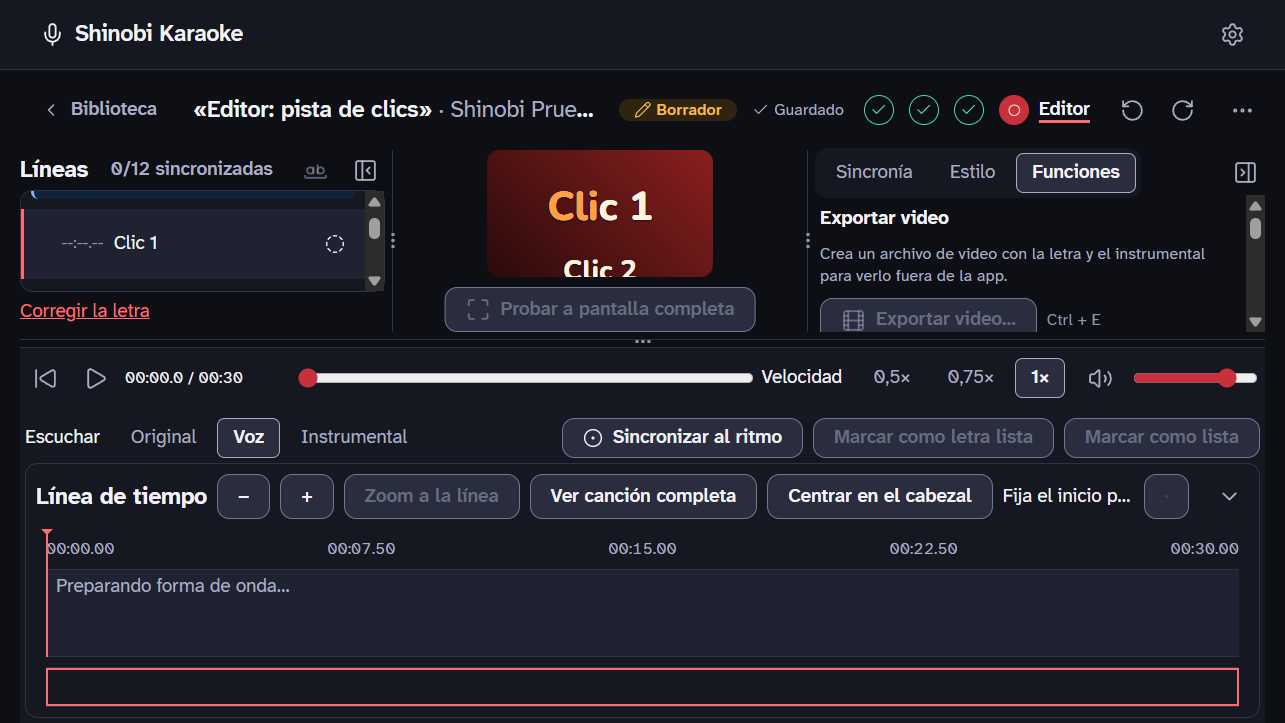 Shinobi Karaoke
Biblioteca
«Editor: pista de clics» · Shinobi Prue...
Borrador
Guardado
Editor
Líneas
0/12 sincronizadas
ab
--:--.--
Clic 1
Corregir la letra
Clic 1
Clic 2
Probar a pantalla completa
Sincronía
Estilo
Funciones
Exportar video
Crea un archivo de video con la letra y el instrumental
para verlo fuera de la app.
Exportar video...
Ctrl + E
00:00.0 / 00:30
Velocidad
0,5×
0,75×
1×
Escuchar
Original
Voz
Instrumental
Sincronizar al ritmo
Marcar como letra lista
Marcar como lista
Línea de tiempo
−
+
Zoom a la línea
Ver canción completa
Centrar en el cabezal
Fija el inicio p...
00:00.00
00:07.50
00:15.00
00:22.50
00:30.00
Preparando forma de onda...